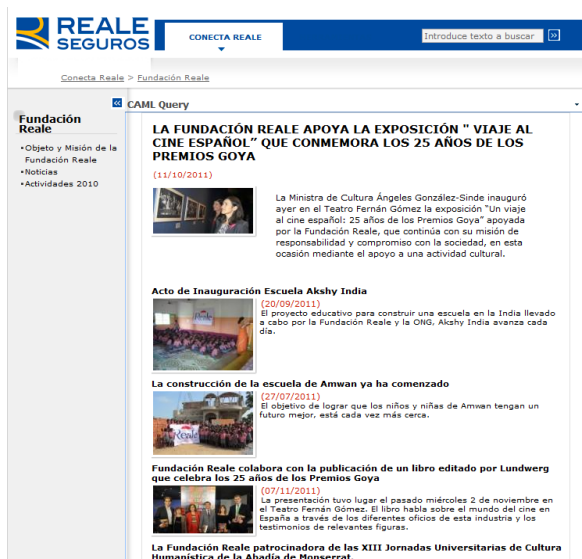 REALE
SEGUROS
CONECTA REALE
Introduce texto a buscar
Conecta Reale > Fundación Reale
CAML Query
Fundación
Reale
•Objeto y Misión de la
Fundación Reale
•Noticias
•Actividades 2010
LA FUNDACIÓN REALE APOYA LA EXPOSICIÓN " VIAJE AL
CINE ESPAÑOL” QUE CONMEMORA LOS 25 AÑOS DE LOS
PREMIOS GOYA
(11/10/2011)
La Ministra de Cultura Ángeles González-Sinde inauguró
ayer en el Teatro Fernán Gómez la exposición “Un viaje
al cine español: 25 años de los Premios Goya” apoyada
por la Fundación Reale, que continúa con su misión de
responsabilidad y compromiso con la sociedad, en esta
ocasión mediante el apoyo a una actividad cultural.
Acto de Inauguración Escuela Akshy India
(20/09/2011)
El proyecto educativo para construir una escuela en la India llevado
a cabo por la Fundación Reale y la ONG, Akshy India avanza cada
día.
Reale
La construcción de la escuela de Amwan ya ha comenzado
(27/07/2011)
El objetivo de lograr que los niños y niñas de Amwan tengan un
futuro mejor, está cada vez más cerca.
Reale
Fundación Reale colabora con la publicación de un libro editado por Lundwerg
que celebra los 25 años de los Premios Goya
(07/11/2011)
La presentación tuvo lugar el pasado miércoles 2 de noviembre en
el Teatro Fernán Gómez. El libro habla sobre el mundo del cine en
España a través de los diferentes oficios de esta industria y los
testimonios de relevantes figuras.
La Fundación Reale patrocinadora de las XIII Jornadas Universitarias de Cultura
Humanística de la Abadía de Monserrat